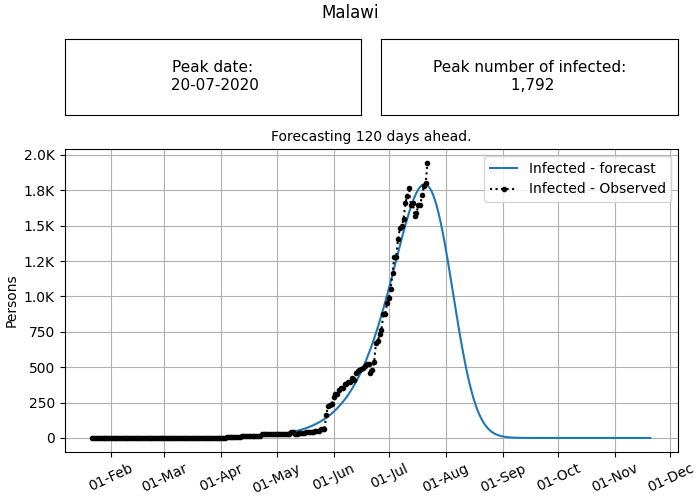 Malawi
Peak date:
20-07-2020
Peak number of infected:
1,792
Forecasting 120 days ahead.
2.0K
1.8K
1.5K
1.2K
1.0K
750
500
250
0
Persons
Infected - forecast
Infected - Observed
01-Feb
01-Mar
01-Apr
01-May
01-Jun
01-Jul
01-Aug
01-Sep
01-Oct
01-Nov
01-Dec